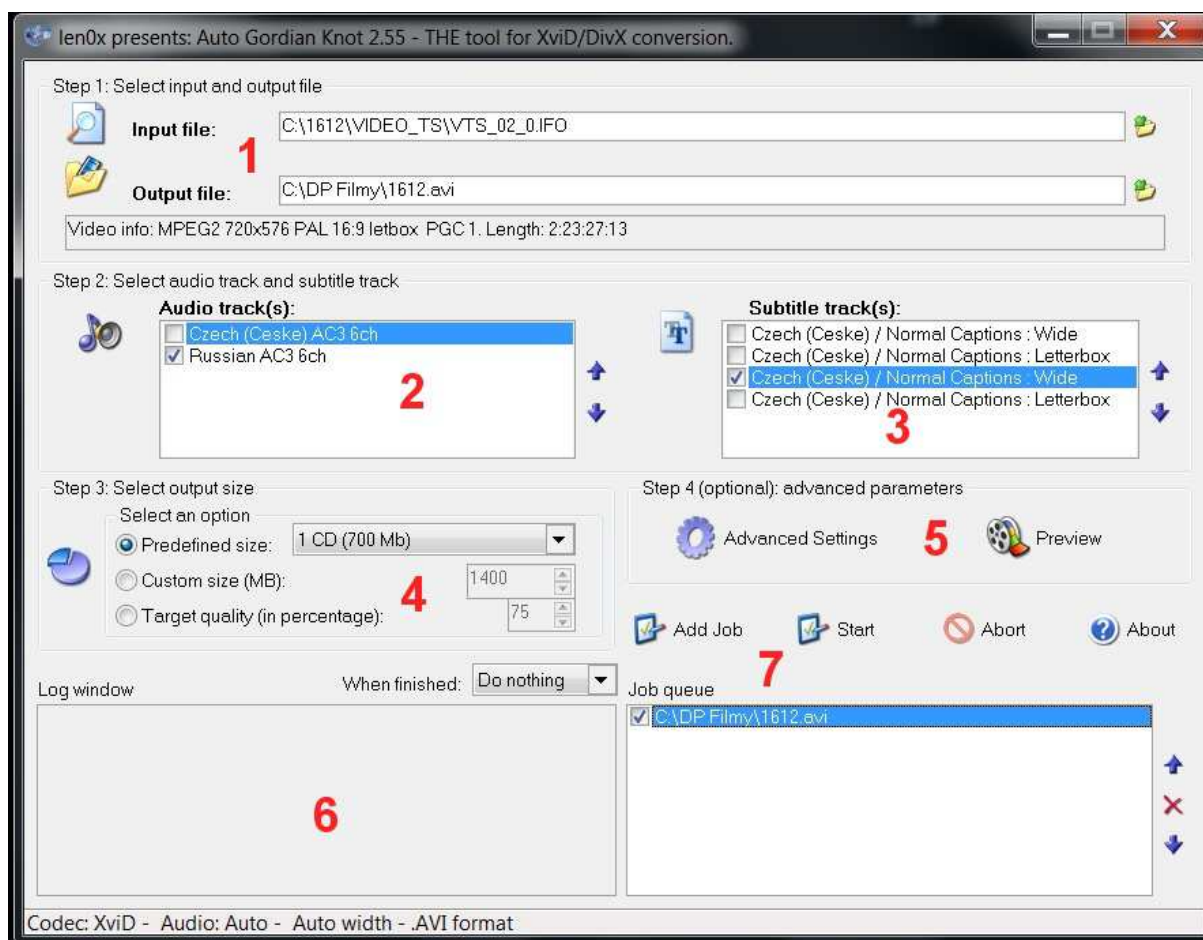 len0x presents: Auto Gordian Knot 2.55 - THE tool for XviD/DivX conversion.
Step 1: Select input and output file
Input file:
C:\1612\VIDEO_TS\VTS_02_0.IFO
1
Output file:
C:\DP Filmy\1612.avi
Video info: MPEG2 720x576 PAL 16:9 letbox PGC 1. Length: 2:23:27:13
Step 2: Select audio track and subtitle track
Audio track(s):
Czech (Ceske) AC3 6ch
Russian AC3 6ch
2
Subtitle track(s):
Czech (Ceske) / Normal Captions : Wide
Czech (Ceske) / Normal Captions : Letterbox
Czech (Ceske) / Normal Captions : Wide
Czech (Ceske) / Normal Captions : Letterbox
3
Step 3: Select output size
Select an option
Predefined size:
1 CD (700 Mb)
Custom size (MB):
1400
4
Target quality (in percentage):
75
Step 4 (optional): advanced parameters
Advanced Settings
5
Preview
Add Job
Start
Abort
About
7
Log window
When finished:
Do nothing
6
Job queue
C:\DP Filmy\1612.avi
Codec: XviD - Audio: Auto - Auto width - .AVI format